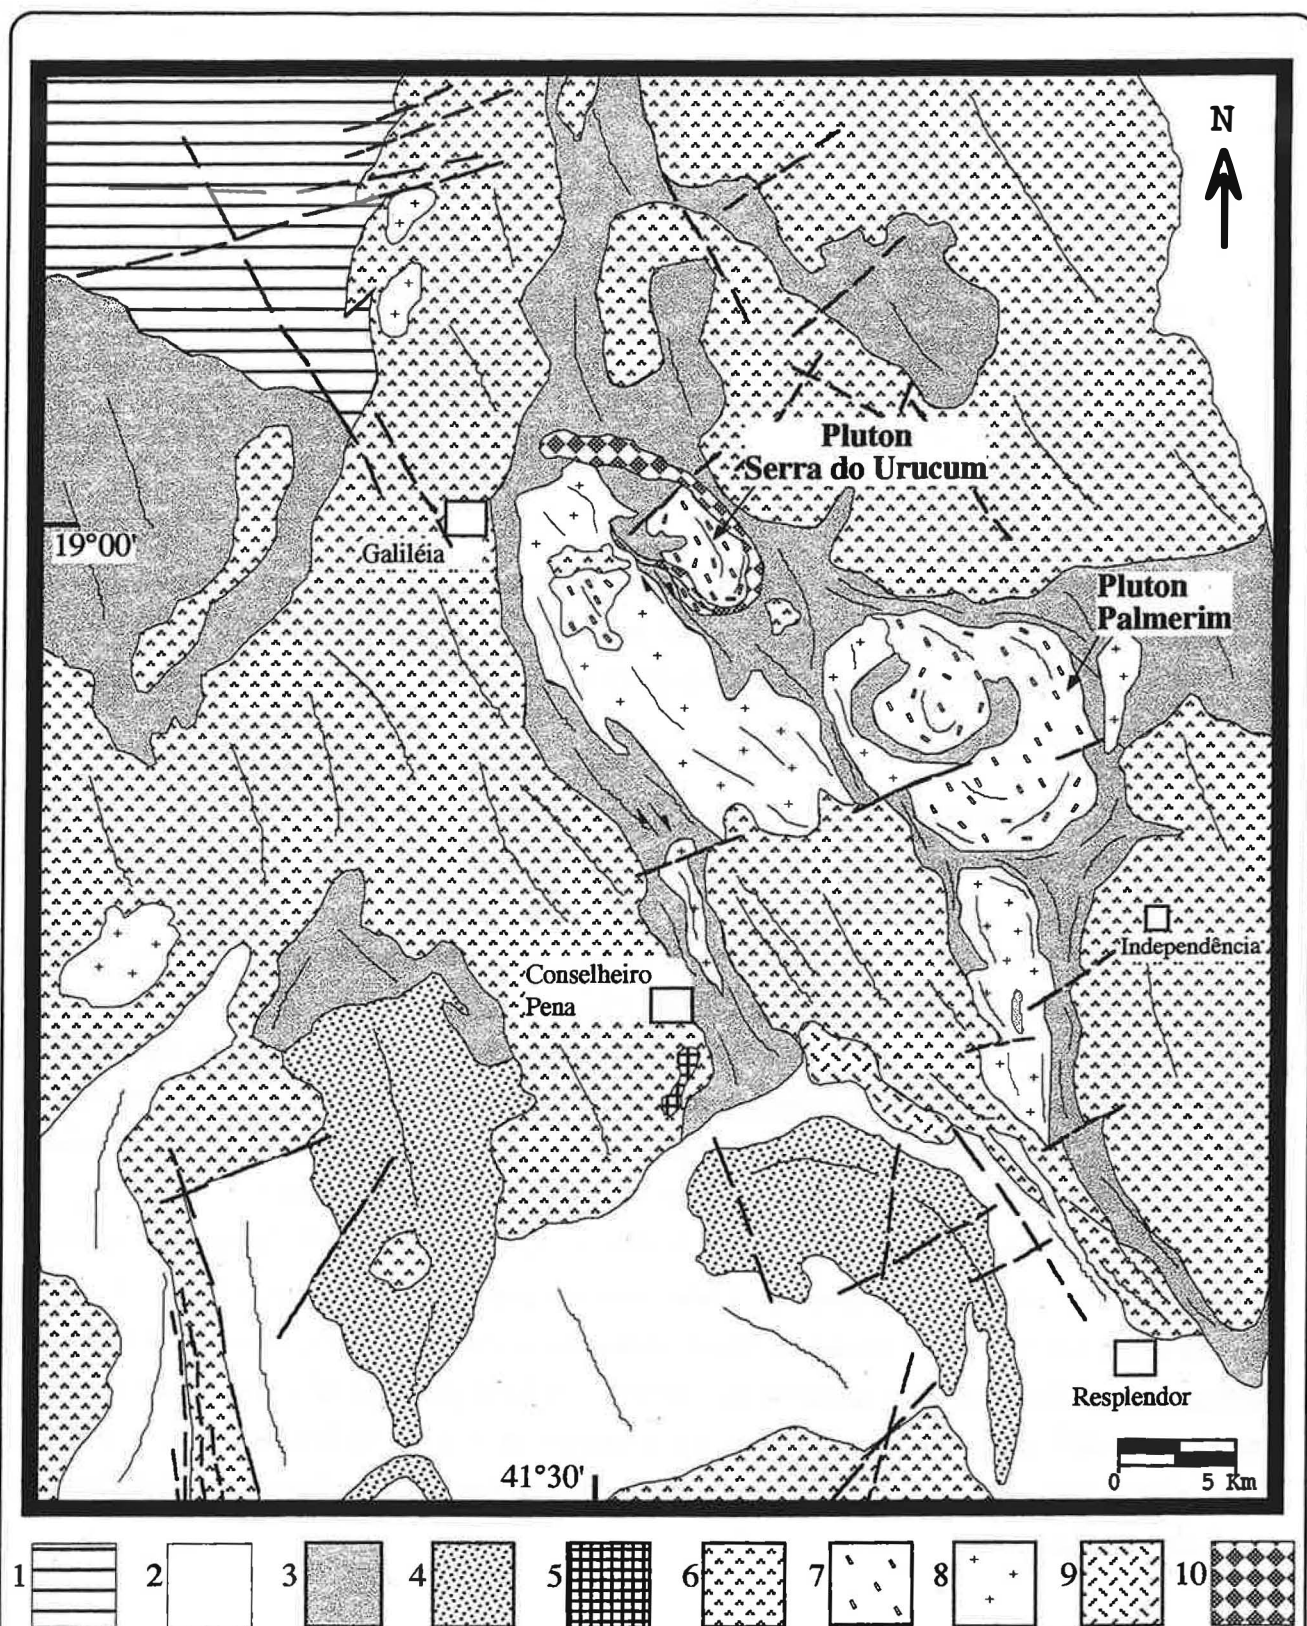 N
Pluton
Serra do Urucum
19°00'
Galiléia
Pluton
Palmerim
Independência
Conselheiro
Pena
Resplendor
41°30'
0 5 Km
1 2 3 4 5 6 7 8 9 10